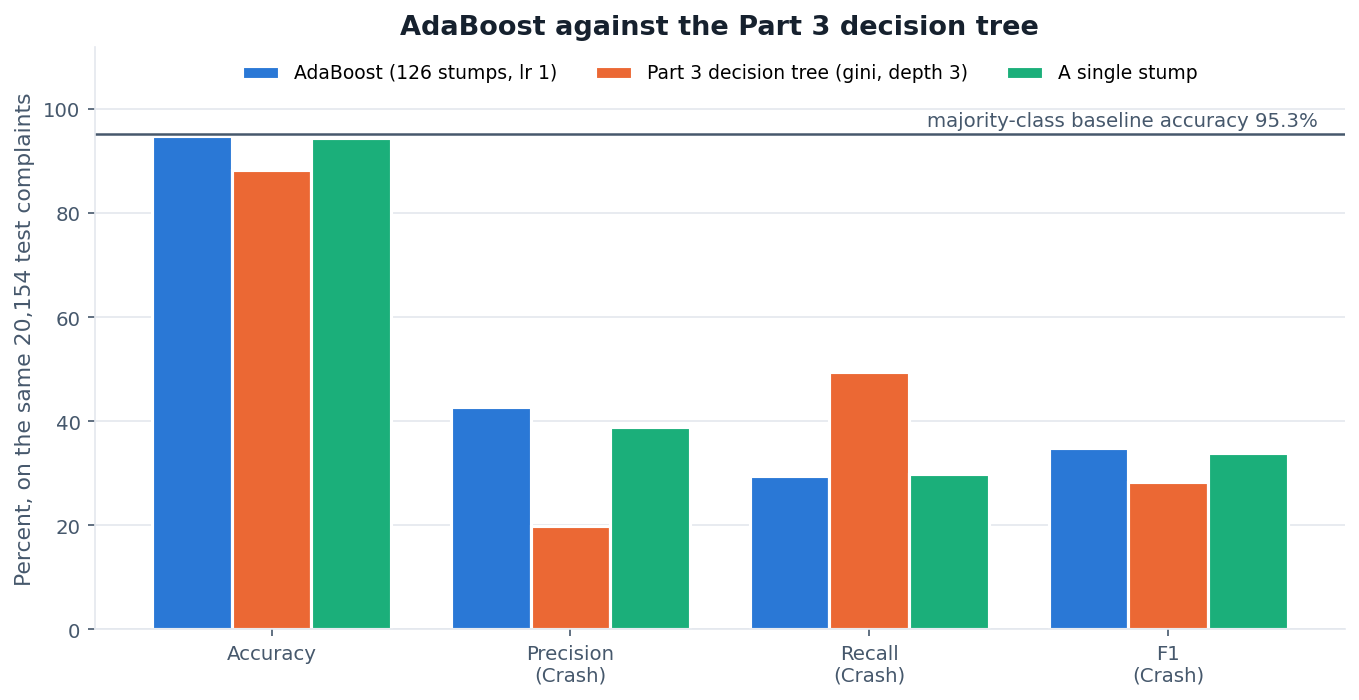 AdaBoost against the Part 3 decision tree
AdaBoost (126 stumps, lr 1)
Part 3 decision tree (gini, depth 3)
A single stump
majority-class baseline accuracy 95.3%
Percent, on the same 20,154 test complaints
100
80
60
40
20
0
Accuracy
Precision
(Crash)
Recall
(Crash)
F1
(Crash)